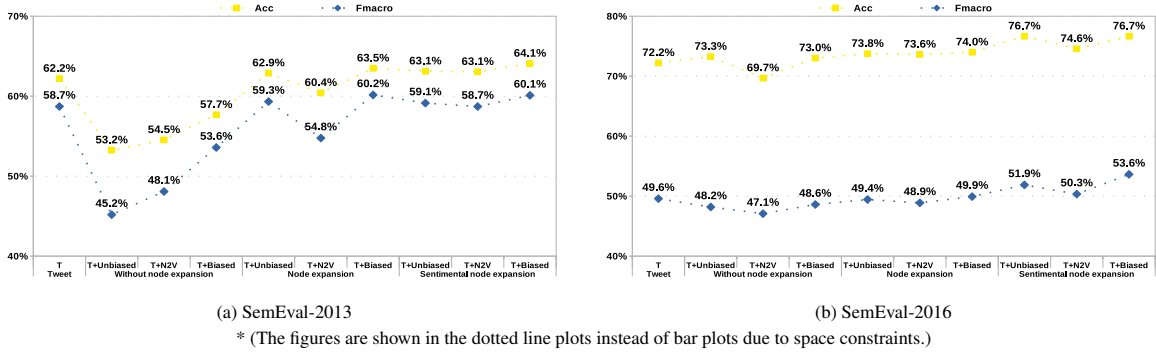 Acc Fmacro
70%
60%
50%
40%
62.2% 53.2% 54.5% 57.7% 62.9% 60.4% 63.5% 63.1% 63.1% 64.1%
58.7% 45.2% 48.1% 53.6% 59.3% 54.8% 60.2% 59.1% 58.7% 60.1%
T T+Unbiased T+N2V T+Biased T+Unbiased T+N2V T+Biased T+Unbiased T+N2V T+Biased
Tweet Without node expansion Node expansion Sentimental node expansion
(a) SemEval-2013
Acc Fmacro
80%
70%
60%
50%
40%
72.2% 73.3% 69.7% 73.0% 73.8% 73.6% 74.0% 76.7% 74.6% 76.7%
49.6% 48.2% 47.1% 48.6% 49.4% 48.9% 49.9% 51.9% 50.3% 53.6%
T T+Unbiased T+N2V T+Biased T+Unbiased T+N2V T+Biased T+Unbiased T+N2V T+Biased
Tweet Without node expansion Node expansion Sentimental node expansion
(b) SemEval-2016
* (The figures are shown in the dotted line plots instead of bar plots due to space constraints.)